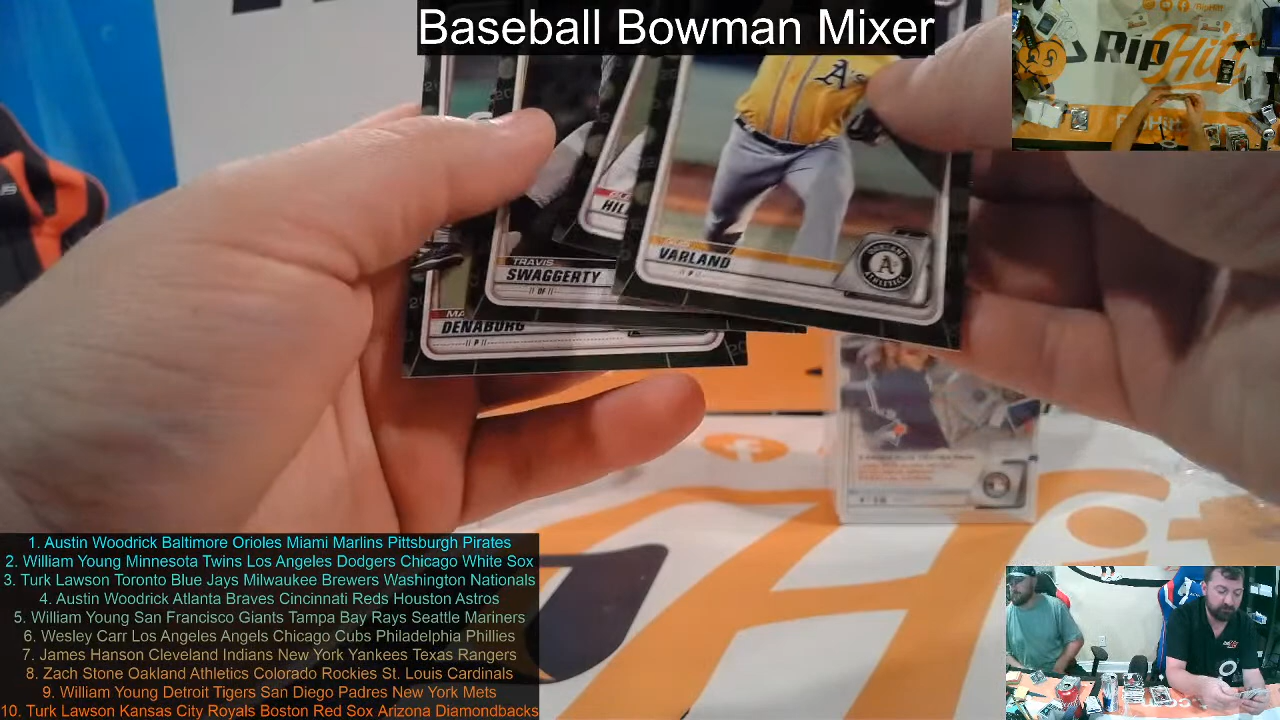 Baseball Bowman Mixer
RipHitt
A's
HIL
VARLAND
P
OAKLAND
A
ATHLETICS
TRAVIS
SWAGGERTY
OF
MA
DENABURG
P
1. Austin Woodrick Baltimore Orioles Miami Marlins Pittsburgh Pirates
2. William Young Minnesota Twins Los Angeles Dodgers Chicago White Sox
3. Turk Lawson Toronto Blue Jays Milwaukee Brewers Washington Nationals
4. Austin Woodrick Atlanta Braves Cincinnati Reds Houston Astros
5. William Young San Francisco Giants Tampa Bay Rays Seattle Mariners
6. Wesley Carr Los Angeles Angels Chicago Cubs Philadelphia Phillies
7. James Hanson Cleveland Indians New York Yankees Texas Rangers
8. Zach Stone Oakland Athletics Colorado Rockies St. Louis Cardinals
9. William Young Detroit Tigers San Diego Padres New York Mets
10. Turk Lawson Kansas City Royals Boston Red Sox Arizona Diamondbacks